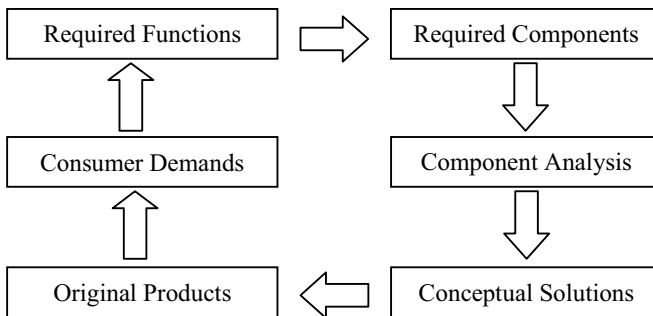 Required Functions
Required Components
Consumer Demands
Component Analysis
Original Products
Conceptual Solutions